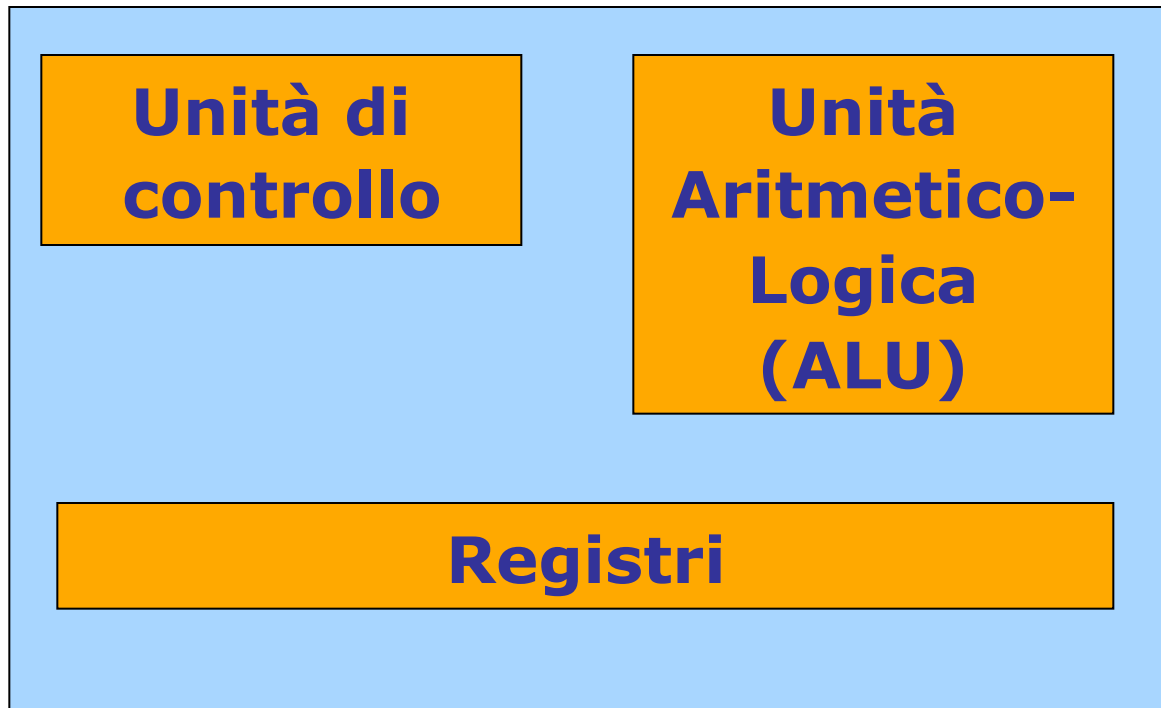 Unità di
controllo
Unità
Aritmetico-
Logica
(ALU)
Registri